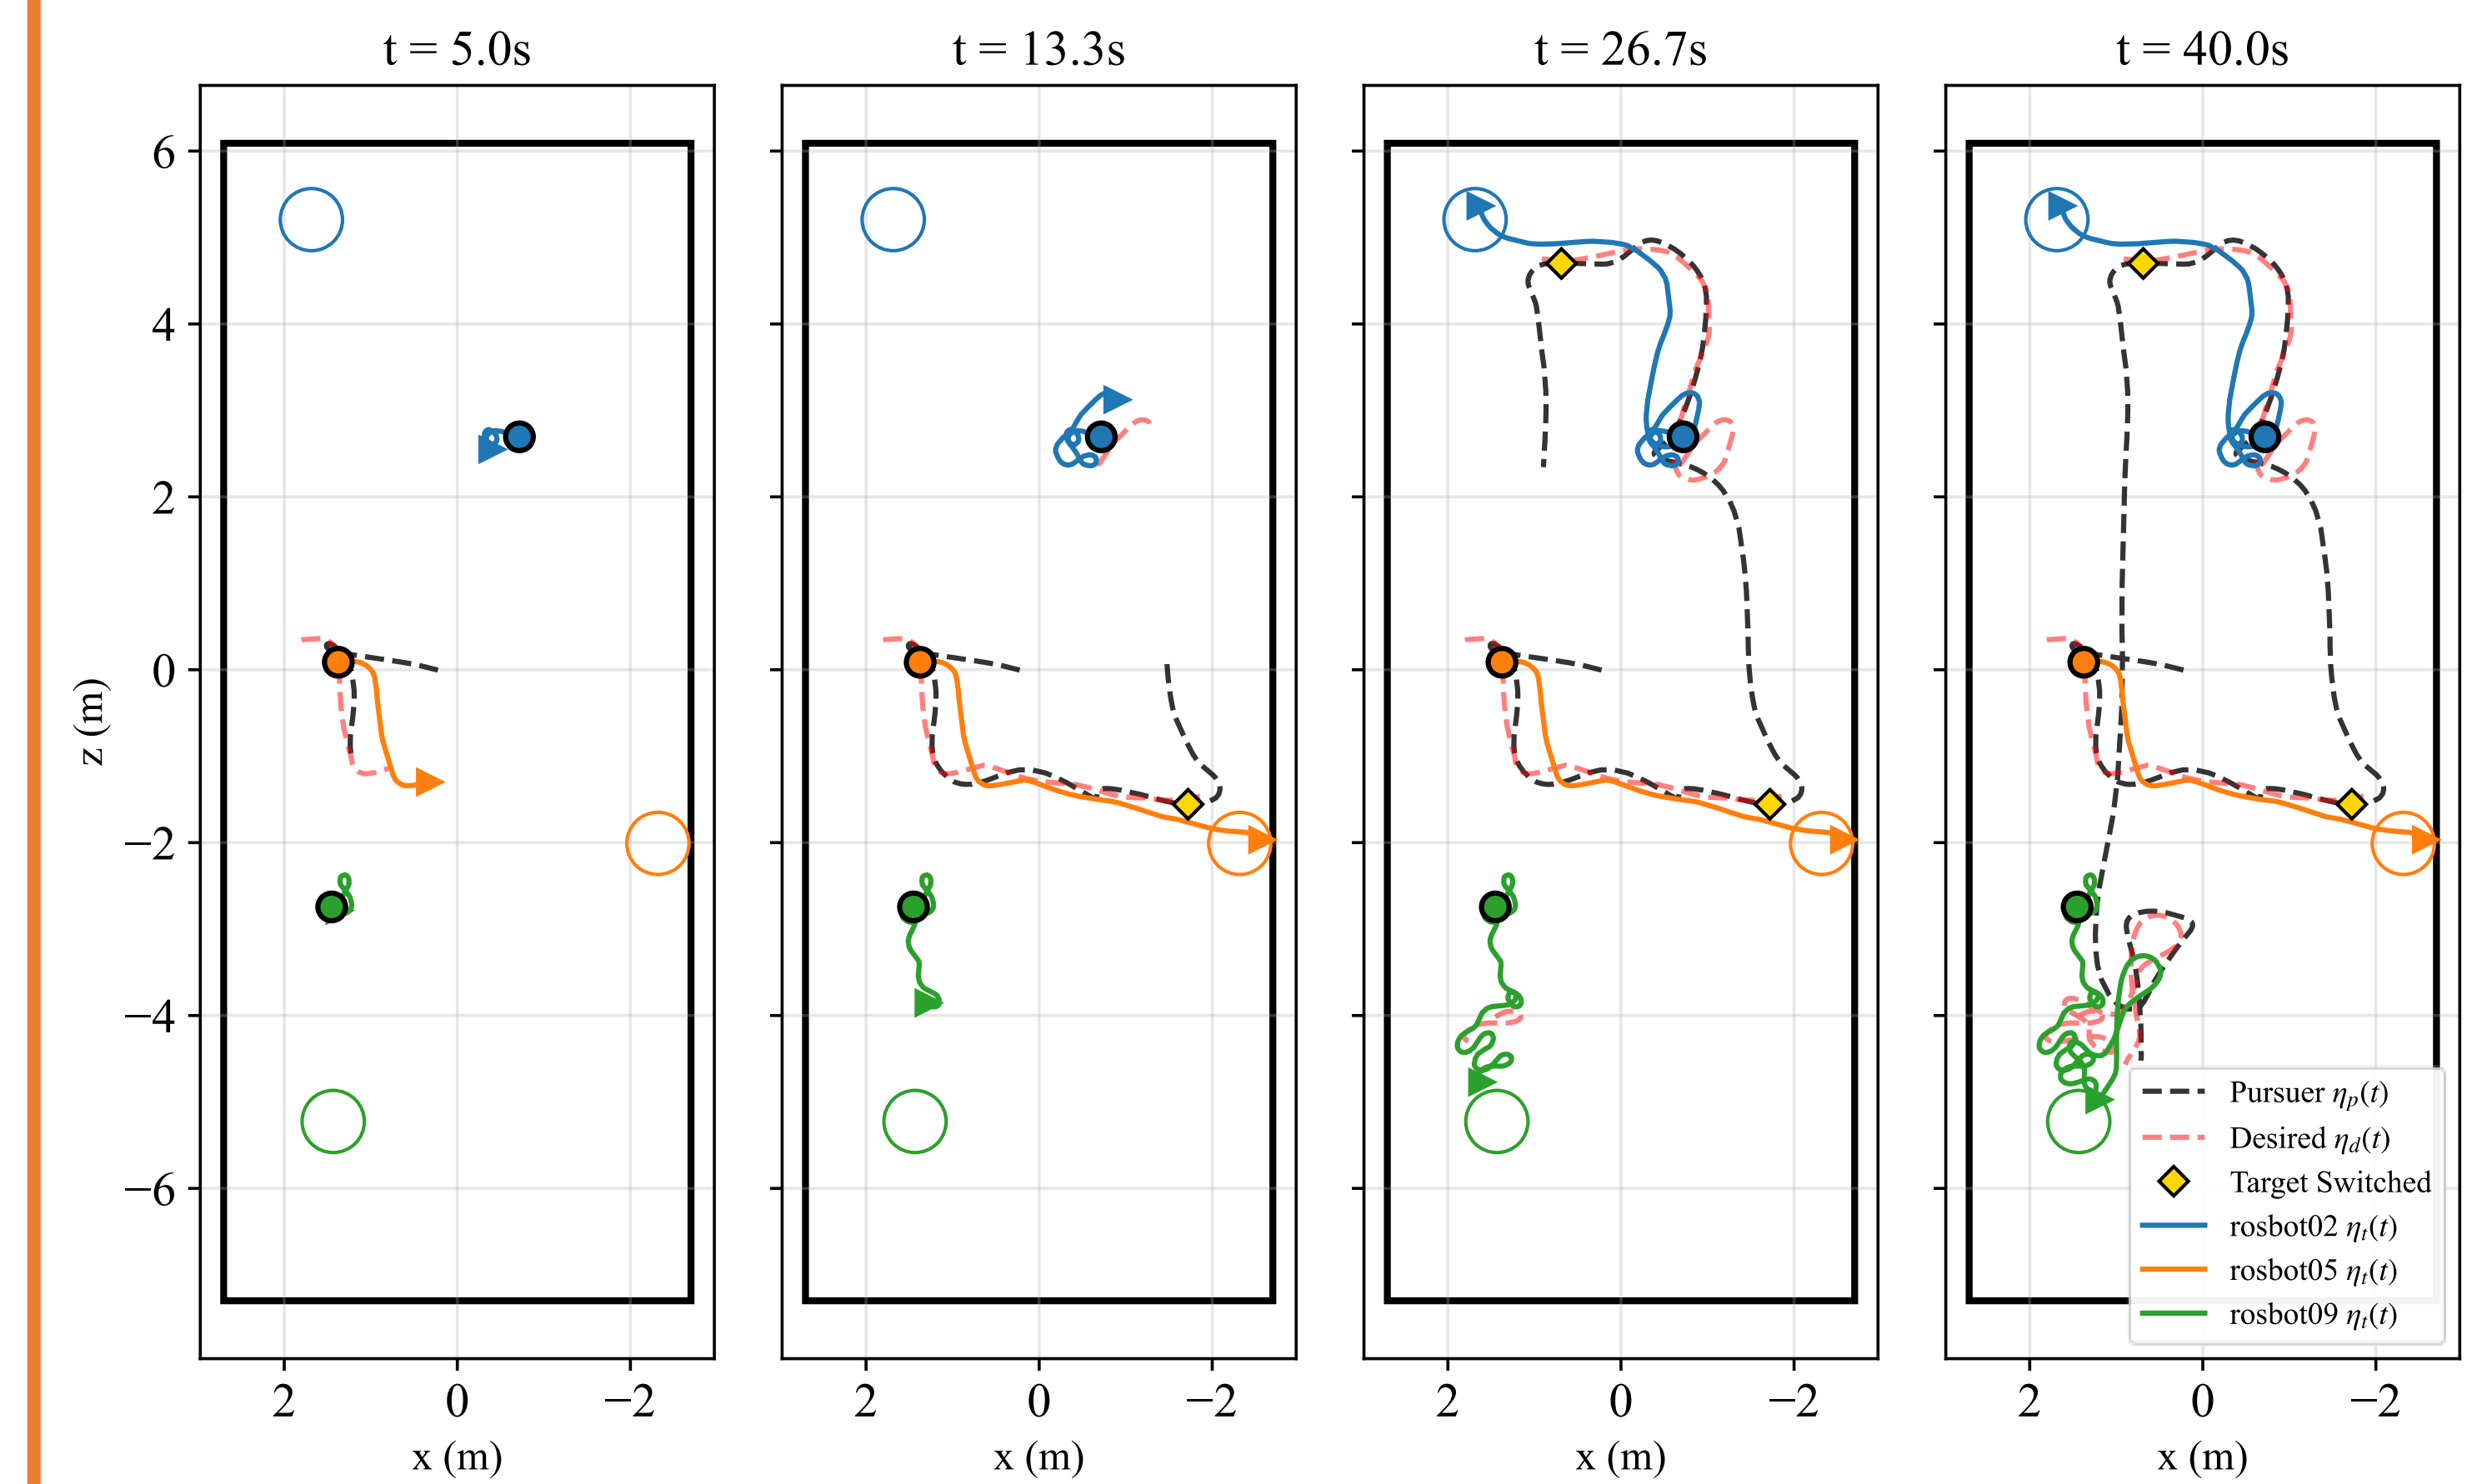 t = 5.0s
t = 13.3s
t = 26.7s
t = 40.0s
z (m)
6
4
2
0
−2
−4
−6
2 0 −2
2 0 −2
2 0 −2
2 0 −2
x (m)
x (m)
x (m)
x (m)
Pursuer ηₚ(t)
Desired η_d(t)
Target Switched
rosbot02 ηₜ(t)
rosbot05 ηₜ(t)
rosbot09 ηₜ(t)